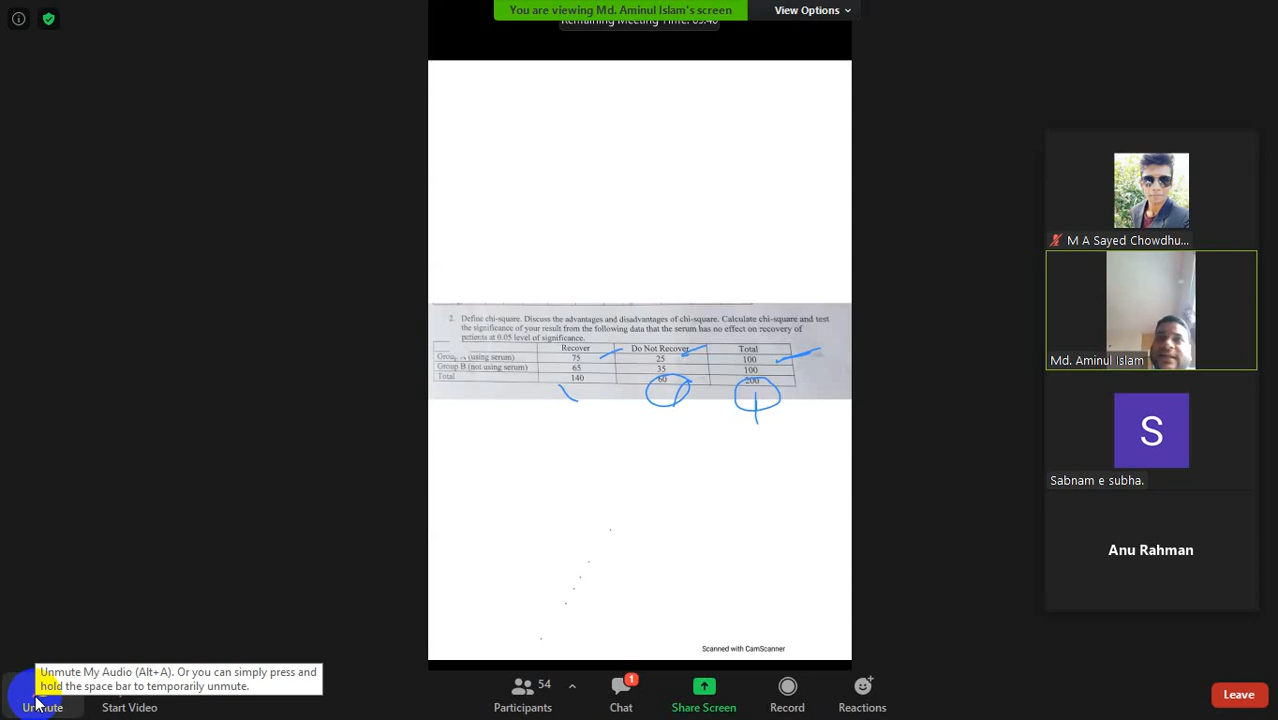 You are viewing Md. Aminul Islam's screen
View Options
Remaining Meeting Time:
2. Define chi-square. Discuss the advantages and disadvantages of chi-square. Calculate chi-square and test
the significance of your result from the following data that the serum has no effect on recovery of
patients at 0.05 level of significance.
Recover Do Not Recover Total
(using serum) 75 25 100
Group B (not using serum) 65 35 100
Total 140 60 200
Scanned with CamScanner
M A Sayed Chowdhu...
Md. Aminul Islam
S
Sabnam e subha.
Anu Rahman
Unmute My Audio (Alt+A). Or you can simply press and
hold the space bar to temporarily unmute.
Unmute
Start Video
54
Participants
1
Chat
Share Screen
Record
Reactions
Leave